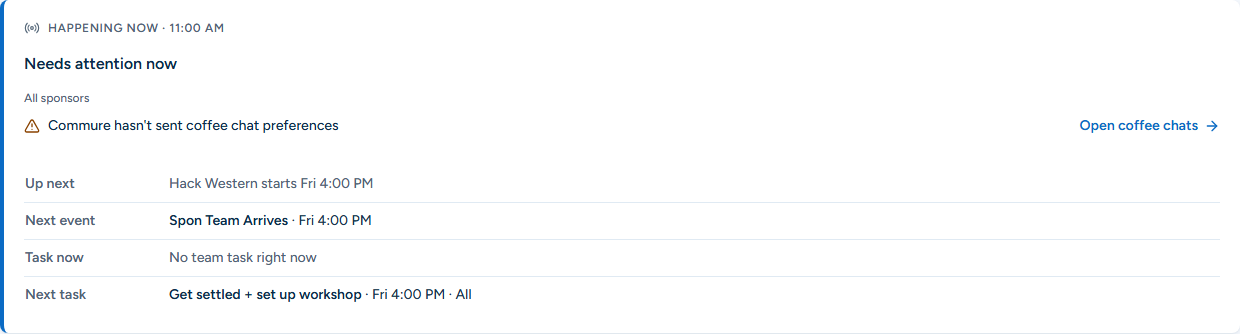 HAPPENING NOW · 11:00 AM
Needs attention now
All sponsors
Commure hasn't sent coffee chat preferences
Open coffee chats →
Up next Hack Western starts Fri 4:00 PM
Next event Spon Team Arrives · Fri 4:00 PM
Task now No team task right now
Next task Get settled + set up workshop · Fri 4:00 PM · All